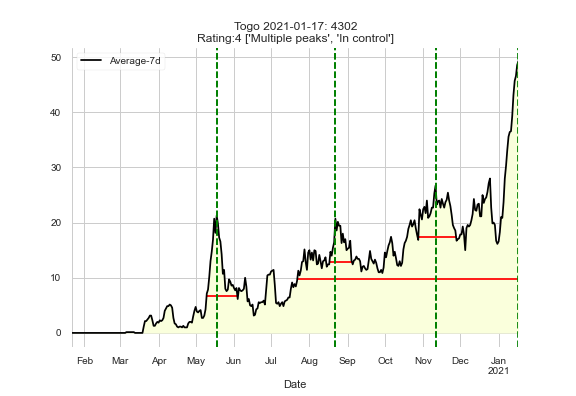 Togo 2021-01-17: 4302
Rating:4 ['Multiple peaks', 'In control']
Average-7d
50
40
30
20
10
0
Feb Mar Apr May Jun Jul Aug Sep Oct Nov Dec Jan
2021
Date